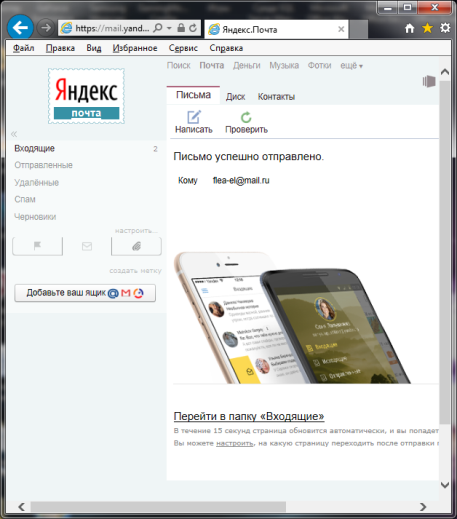 https://mail.yand...
Яндекс.Почта
Файл Правка Вид Избранное Сервис Справка
Поиск Почта Деньги Музыка Фотки ещё
Яндекс
почта
Письма Диск Контакты
Написать Проверить
Входящие 2
Отправленные
Удалённые
Спам
Черновики
настроить...
создать метку
Добавьте ваш ящик
Письмо успешно отправлено.
Кому flea-el@mail.ru
Входящие
Входящие
Исходящие
Перейти в папку «Входящие»
В течение 15 секунд страница обновится автоматически, и вы попадет
Вы можете настроить, на какую страницу переходить после отправки п